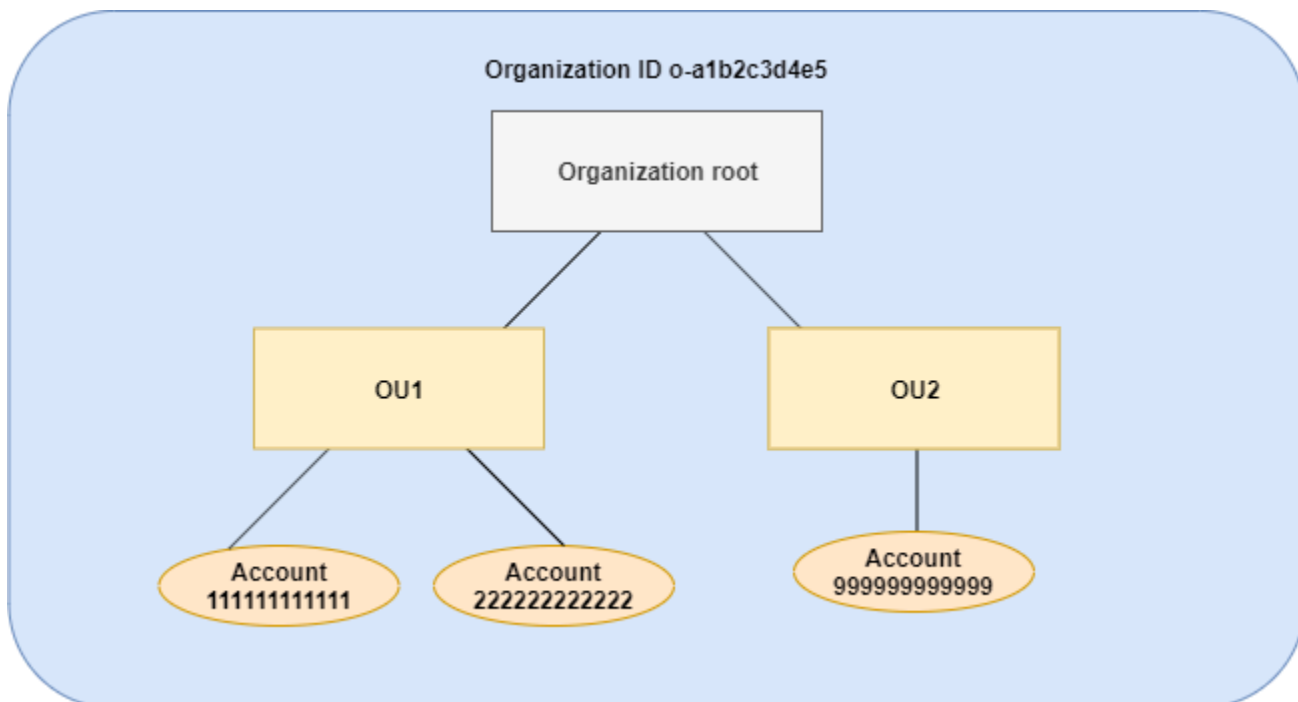 Organization ID o-a1b2c3d4e5
Organization root
OU1
OU2
Account
111111111111
Account
222222222222
Account
999999999999